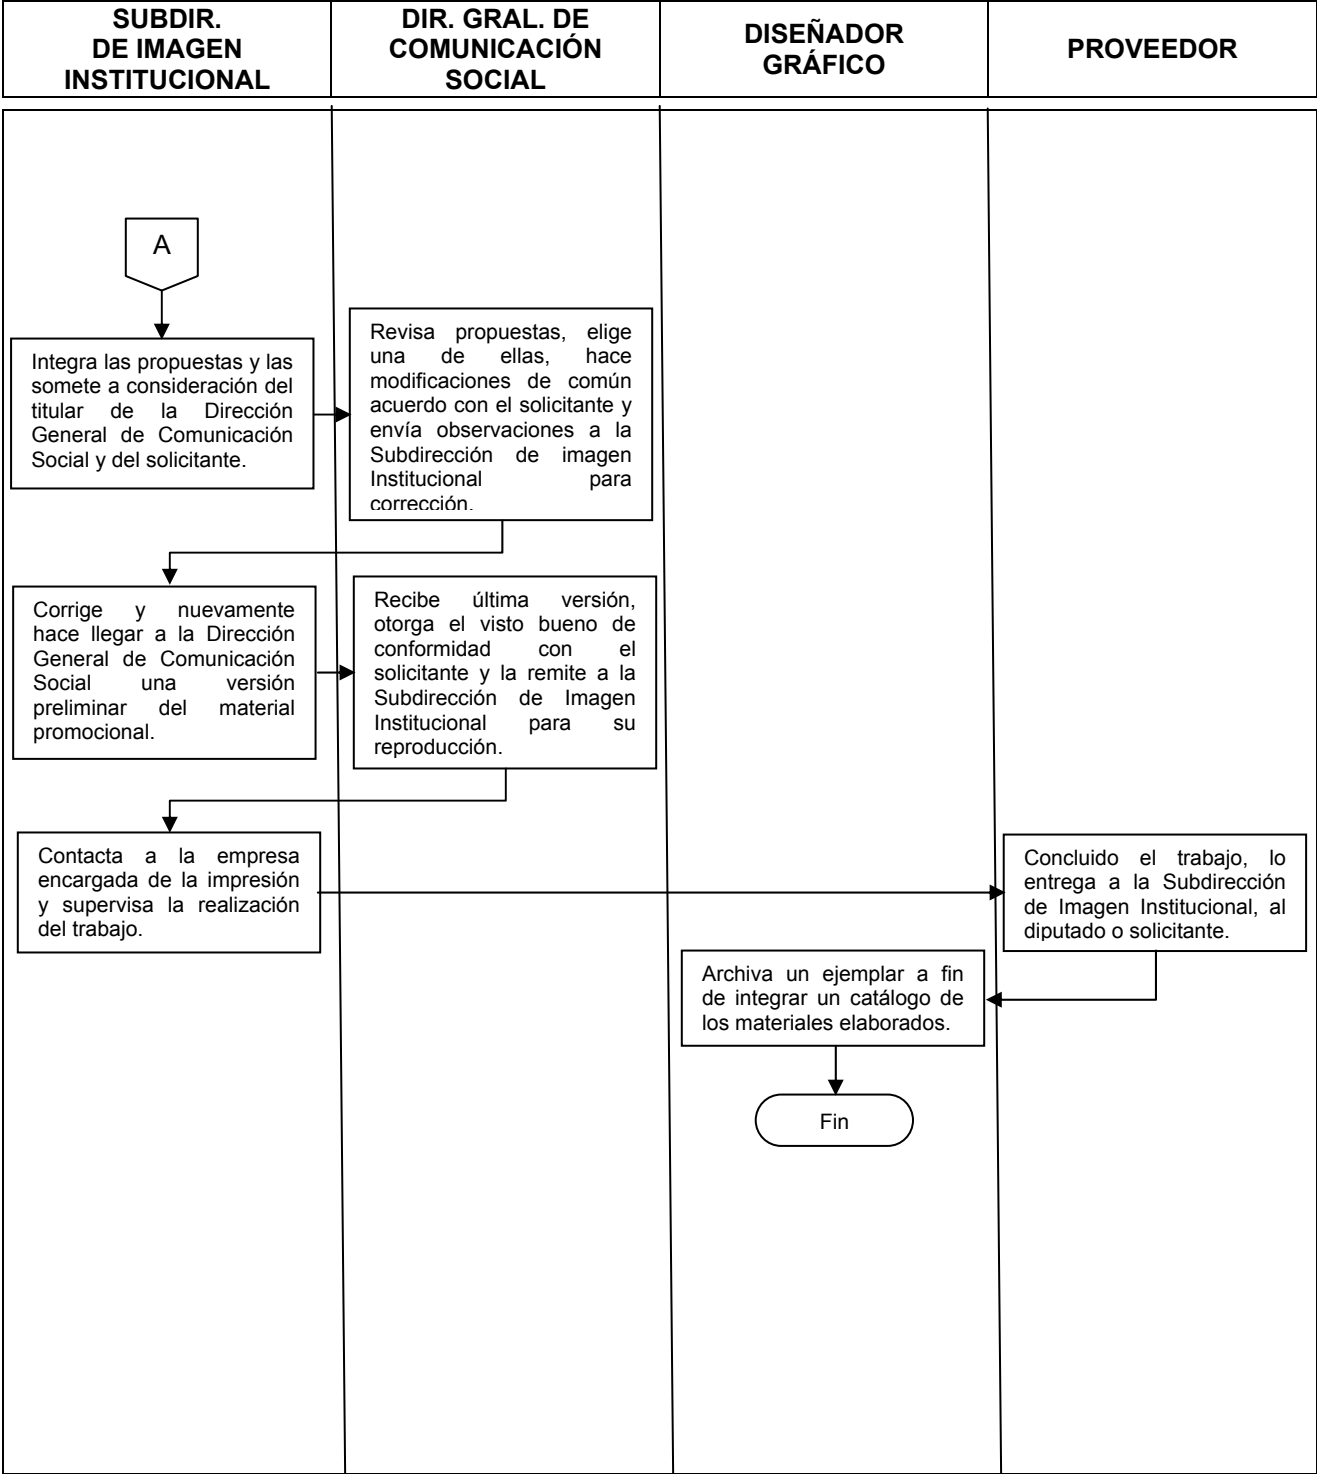 SUBDIR.
DE IMAGEN
INSTITUCIONAL
DIR. GRAL. DE
COMUNICACIÓN
SOCIAL
DISEÑADOR
GRÁFICO
PROVEEDOR
A
Integra las propuestas y las
somete a consideración del
titular de la Dirección
General de Comunicación
Social y del solicitante.
Revisa propuestas, elige
una de ellas, hace
modificaciones de común
acuerdo con el solicitante y
envía observaciones a la
Subdirección de imagen
Institucional para
corrección.
Corrige y nuevamente
hace llegar a la Dirección
General de Comunicación
Social una versión
preliminar del material
promocional.
Recibe última versión,
otorga el visto bueno de
conformidad con el
solicitante y la remite a la
Subdirección de Imagen
Institucional para su
reproducción.
Contacta a la empresa
encargada de la impresión
y supervisa la realización
del trabajo.
Concluido el trabajo, lo
entrega a la Subdirección
de Imagen Institucional, al
diputado o solicitante.
Archiva un ejemplar a fin
de integrar un catálogo de
los materiales elaborados.
Fin